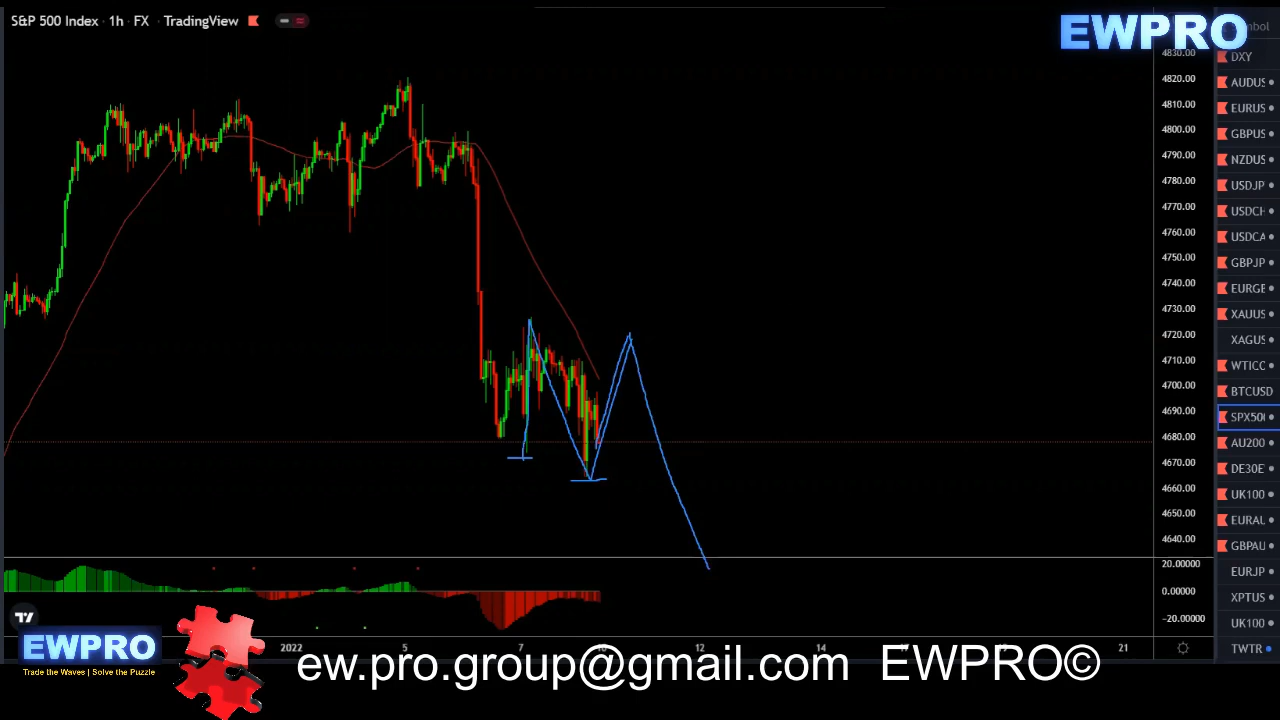 S&P 500 Index · 1h · FX · TradingView
EWPRO
4830.00
4820.00
4810.00
4800.00
4790.00
4780.00
4770.00
4760.00
4750.00
4740.00
4730.00
4720.00
4710.00
4700.00
4690.00
4680.00
4670.00
4660.00
4650.00
4640.00
20.00000
0.00000
−20.00000
DXY
AUDUS
EURUS
GBPUS
NZDUS
USDJP
USDCH
USDCA
GBPJP
EURGE
XAUUS
XAGUS
WTICC
BTCUSD
SPX500
AU200
DE30E
UK100
EURAU
GBPAU
EURJP
XPTUS
UK100
TWTR
2022
5
7
12
14
21
EWPRO
Trade the Waves | Solve the Puzzle
ew.pro.group@gmail.com EWPRO©